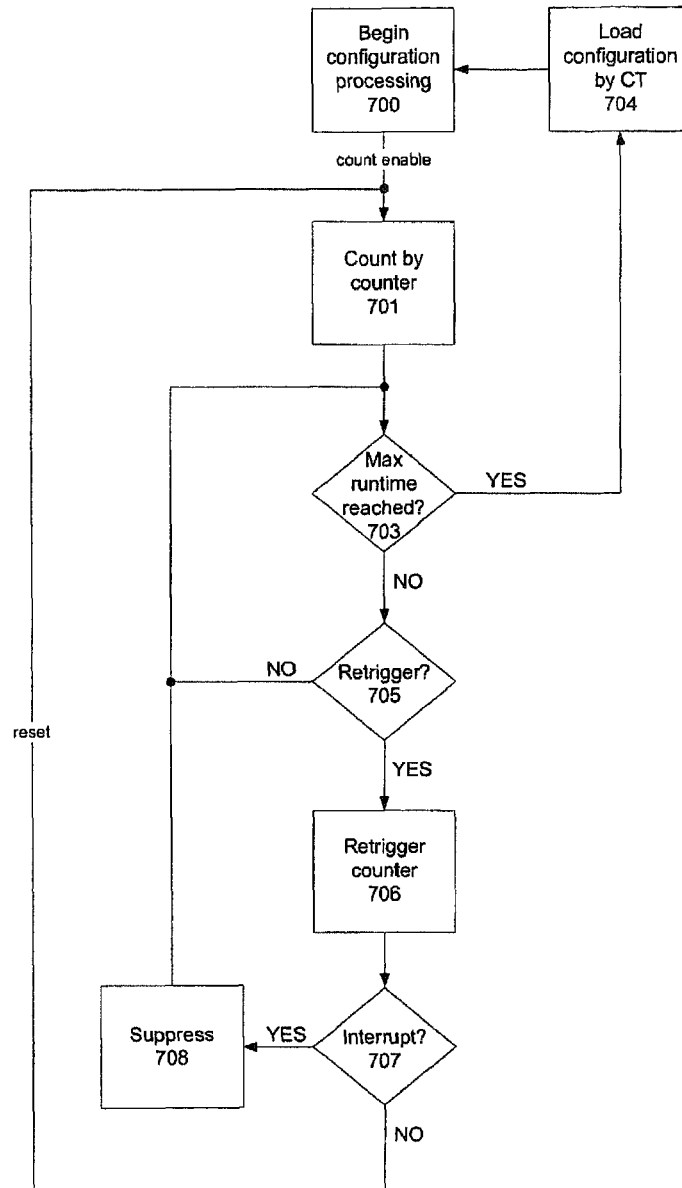 Begin
configuration
processing
700
Load
configuration
by CT
704
count enable
Count by
counter
701
Max
runtime
reached?
703
YES
NO
Retrigger?
705
NO
YES
reset
Retrigger
counter
706
Interrupt?
707
YES
Suppress
708
NO